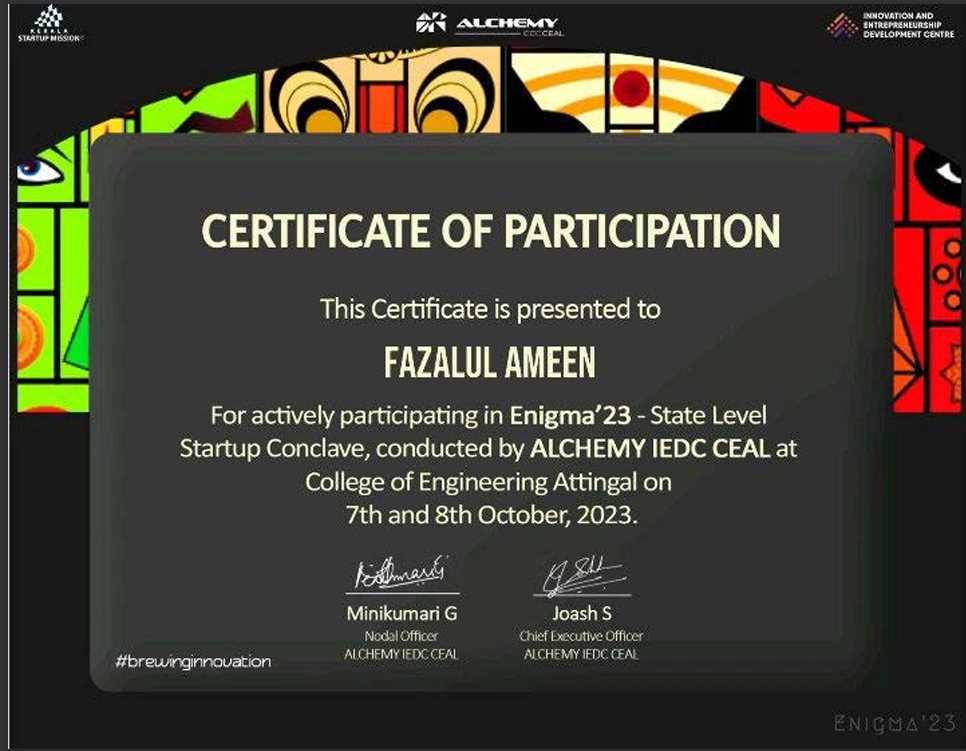 KERALA
STARTUP MISSION
ALCHEMY
IEDC CEAL
INNOVATION AND
ENTREPRENEURSHIP
DEVELOPMENT CENTRE
CERTIFICATE OF PARTICIPATION
This Certificate is presented to
FAZALUL AMEEN
For actively participating in Enigma’23 - State Level
Startup Conclave, conducted by ALCHEMY IEDC CEAL at
College of Engineering Attingal on
7th and 8th October, 2023.
Minikumari G
Nodal Officer
ALCHEMY IEDC CEAL
Joash S
Chief Executive Officer
ALCHEMY IEDC CEAL
#brewinginnovation
ENIGMA'23